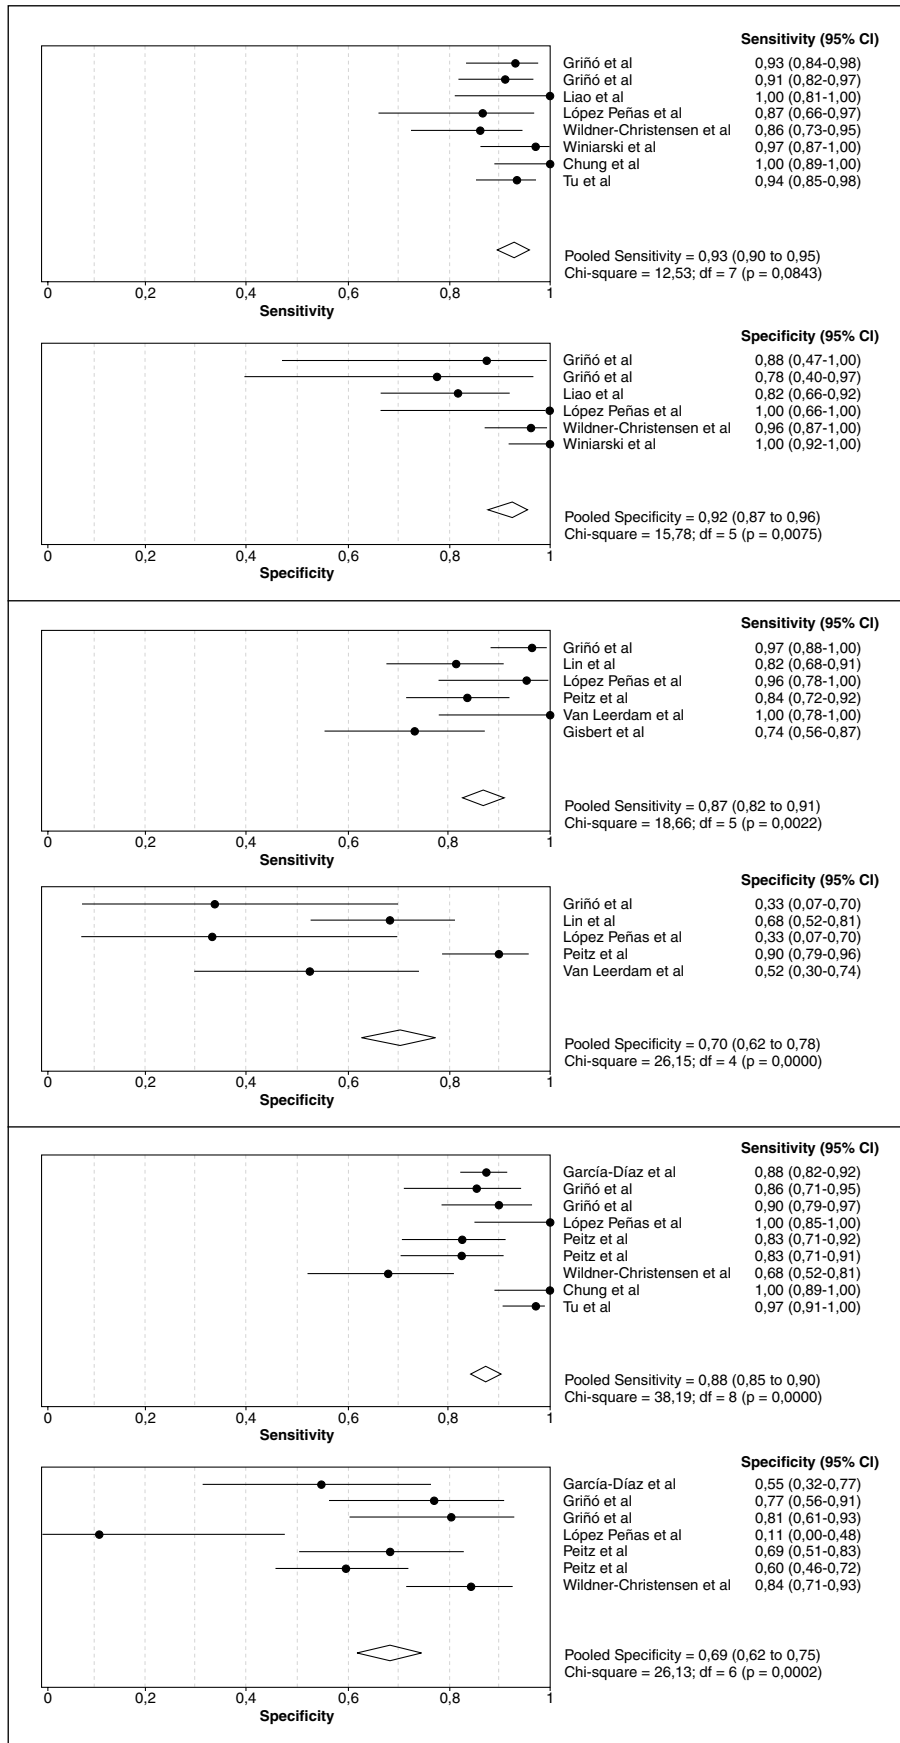 Sensitivity (95% CI)
Griñó et al 0,93 (0,84-0,98)
Griñó et al 0,91 (0,82-0,97)
Liao et al 1,00 (0,81-1,00)
López Peñas et al 0,87 (0,66-0,97)
Wildner-Christensen et al 0,86 (0,73-0,95)
Winiarski et al 0,97 (0,87-1,00)
Chung et al 1,00 (0,89-1,00)
Tu et al 0,94 (0,85-0,98)
Pooled Sensitivity = 0,93 (0,90 to 0,95)
Chi-square = 12,53; df = 7 (p = 0,0843)
0 0,2 0,4 0,6 0,8 1
Sensitivity
Specificity (95% CI)
Griñó et al 0,88 (0,47-1,00)
Griñó et al 0,78 (0,40-0,97)
Liao et al 0,82 (0,66-0,92)
López Peñas et al 1,00 (0,66-1,00)
Wildner-Christensen et al 0,96 (0,87-1,00)
Winiarski et al 1,00 (0,92-1,00)
Pooled Specificity = 0,92 (0,87 to 0,96)
Chi-square = 15,78; df = 5 (p = 0,0075)
0 0,2 0,4 0,6 0,8 1
Specificity
Sensitivity (95% CI)
Griñó et al 0,97 (0,88-1,00)
Lin et al 0,82 (0,68-0,91)
López Peñas et al 0,96 (0,78-1,00)
Peitz et al 0,84 (0,72-0,92)
Van Leerdam et al 1,00 (0,78-1,00)
Gisbert et al 0,74 (0,56-0,87)
Pooled Sensitivity = 0,87 (0,82 to 0,91)
Chi-square = 18,66; df = 5 (p = 0,0022)
0 0,2 0,4 0,6 0,8 1
Sensitivity
Specificity (95% CI)
Griñó et al 0,33 (0,07-0,70)
Lin et al 0,68 (0,52-0,81)
López Peñas et al 0,33 (0,07-0,70)
Peitz et al 0,90 (0,79-0,96)
Van Leerdam et al 0,52 (0,30-0,74)
Pooled Specificity = 0,70 (0,62 to 0,78)
Chi-square = 26,15; df = 4 (p = 0,0000)
0 0,2 0,4 0,6 0,8 1
Specificity
Sensitivity (95% CI)
García-Díaz et al 0,88 (0,82-0,92)
Griñó et al 0,86 (0,71-0,95)
Griñó et al 0,90 (0,79-0,97)
López Peñas et al 1,00 (0,85-1,00)
Peitz et al 0,83 (0,71-0,92)
Peitz et al 0,83 (0,71-0,91)
Wildner-Christensen et al 0,68 (0,52-0,81)
Chung et al 1,00 (0,89-1,00)
Tu et al 0,97 (0,91-1,00)
Pooled Sensitivity = 0,88 (0,85 to 0,90)
Chi-square = 38,19; df = 8 (p = 0,0000)
0 0,2 0,4 0,6 0,8 1
Sensitivity
Specificity (95% CI)
García-Díaz et al 0,55 (0,32-0,77)
Griñó et al 0,77 (0,56-0,91)
Griñó et al 0,81 (0,61-0,93)
López Peñas et al 0,11 (0,00-0,48)
Peitz et al 0,69 (0,51-0,83)
Peitz et al 0,60 (0,46-0,72)
Wildner-Christensen et al 0,84 (0,71-0,93)
Pooled Specificity = 0,69 (0,62 to 0,75)
Chi-square = 26,13; df = 6 (p = 0,0002)
0 0,2 0,4 0,6 0,8 1
Specificity